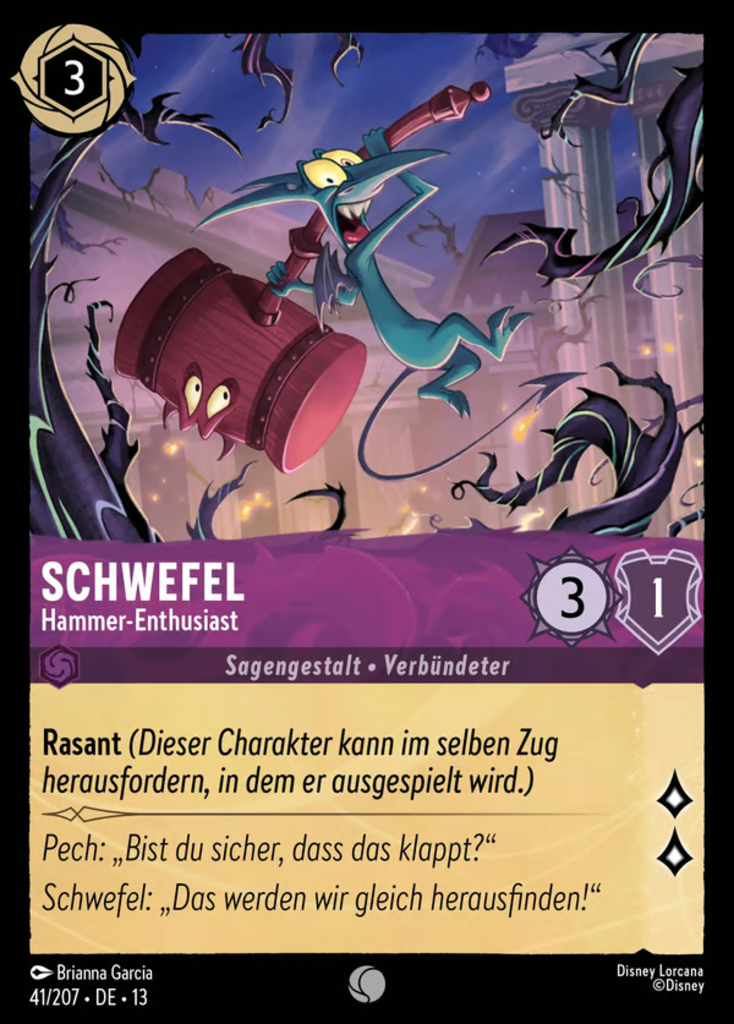 3
SCHWEFEL
Hammer-Enthusiast
3
1
Sagengestalt • Verbündeter
Rasant (Dieser Charakter kann im selben Zug
herausfordern, in dem er ausgespielt wird.)
Pech: „Bist du sicher, dass das klappt?“
Schwefel: „Das werden wir gleich herausfinden!“
Brianna Garcia
41/207 • DE • 13
Disney Lorcana
©Disney